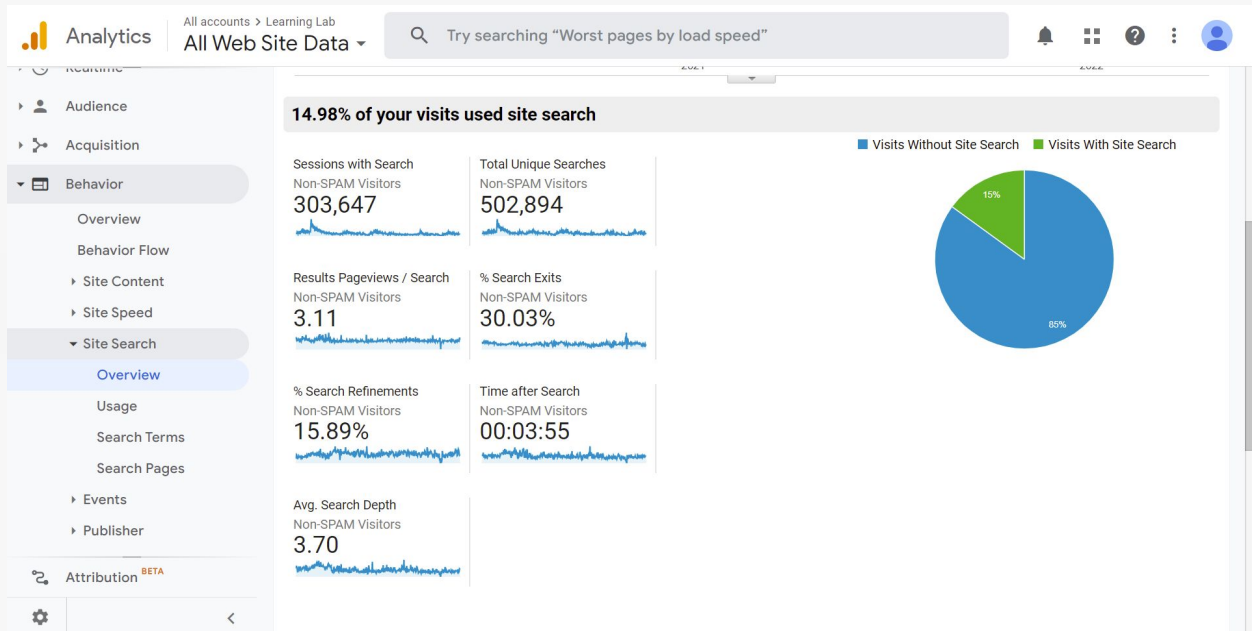 Analytics
All accounts > Learning Lab
All Web Site Data
Try searching “Worst pages by load speed”
Realtime
Audience
Acquisition
Behavior
Overview
Behavior Flow
Site Content
Site Speed
Site Search
Overview
Usage
Search Terms
Search Pages
Events
Publisher
Attribution BETA
2021 2022
14.98% of your visits used site search
Visits Without Site Search Visits With Site Search
Sessions with Search
Non-SPAM Visitors
303,647
Total Unique Searches
Non-SPAM Visitors
502,894
Results Pageviews / Search
Non-SPAM Visitors
3.11
% Search Exits
Non-SPAM Visitors
30.03%
% Search Refinements
Non-SPAM Visitors
15.89%
Time after Search
Non-SPAM Visitors
00:03:55
Avg. Search Depth
Non-SPAM Visitors
3.70
15%
85%